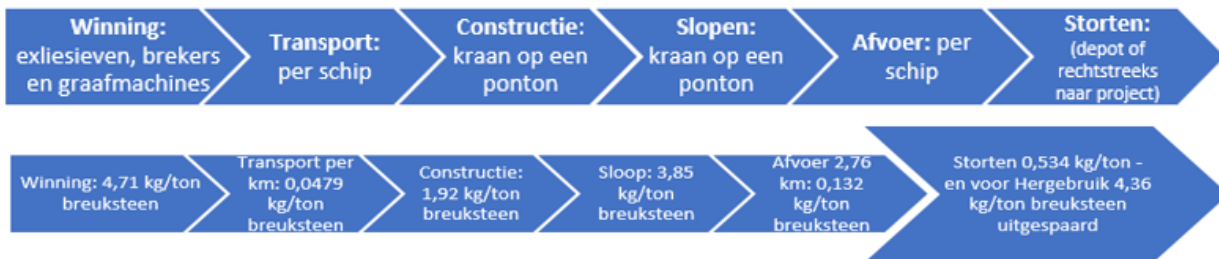 Winning:
exliesieven, brekers
en graafmachines
Transport:
per schip
Constructie:
kraan op een
ponton
Slopen:
kraan op een
ponton
Afvoer: per
schip
Storten:
(depot of
rechtstreeks
naar project)
Winning: 4,71 kg/ton
breuksteen
Transport per
km: 0,0479
kg/ton
breuksteen
Constructie:
1,92 kg/ton
breuksteen
Sloop: 3,85
kg/ton
breuksteen
Afvoer 2,76
km: 0,132
kg/ton
breuksteen
Storten 0,534 kg/ton -
en voor Hergebruik 4,36
kg/ton breuksteen
uitgespaard